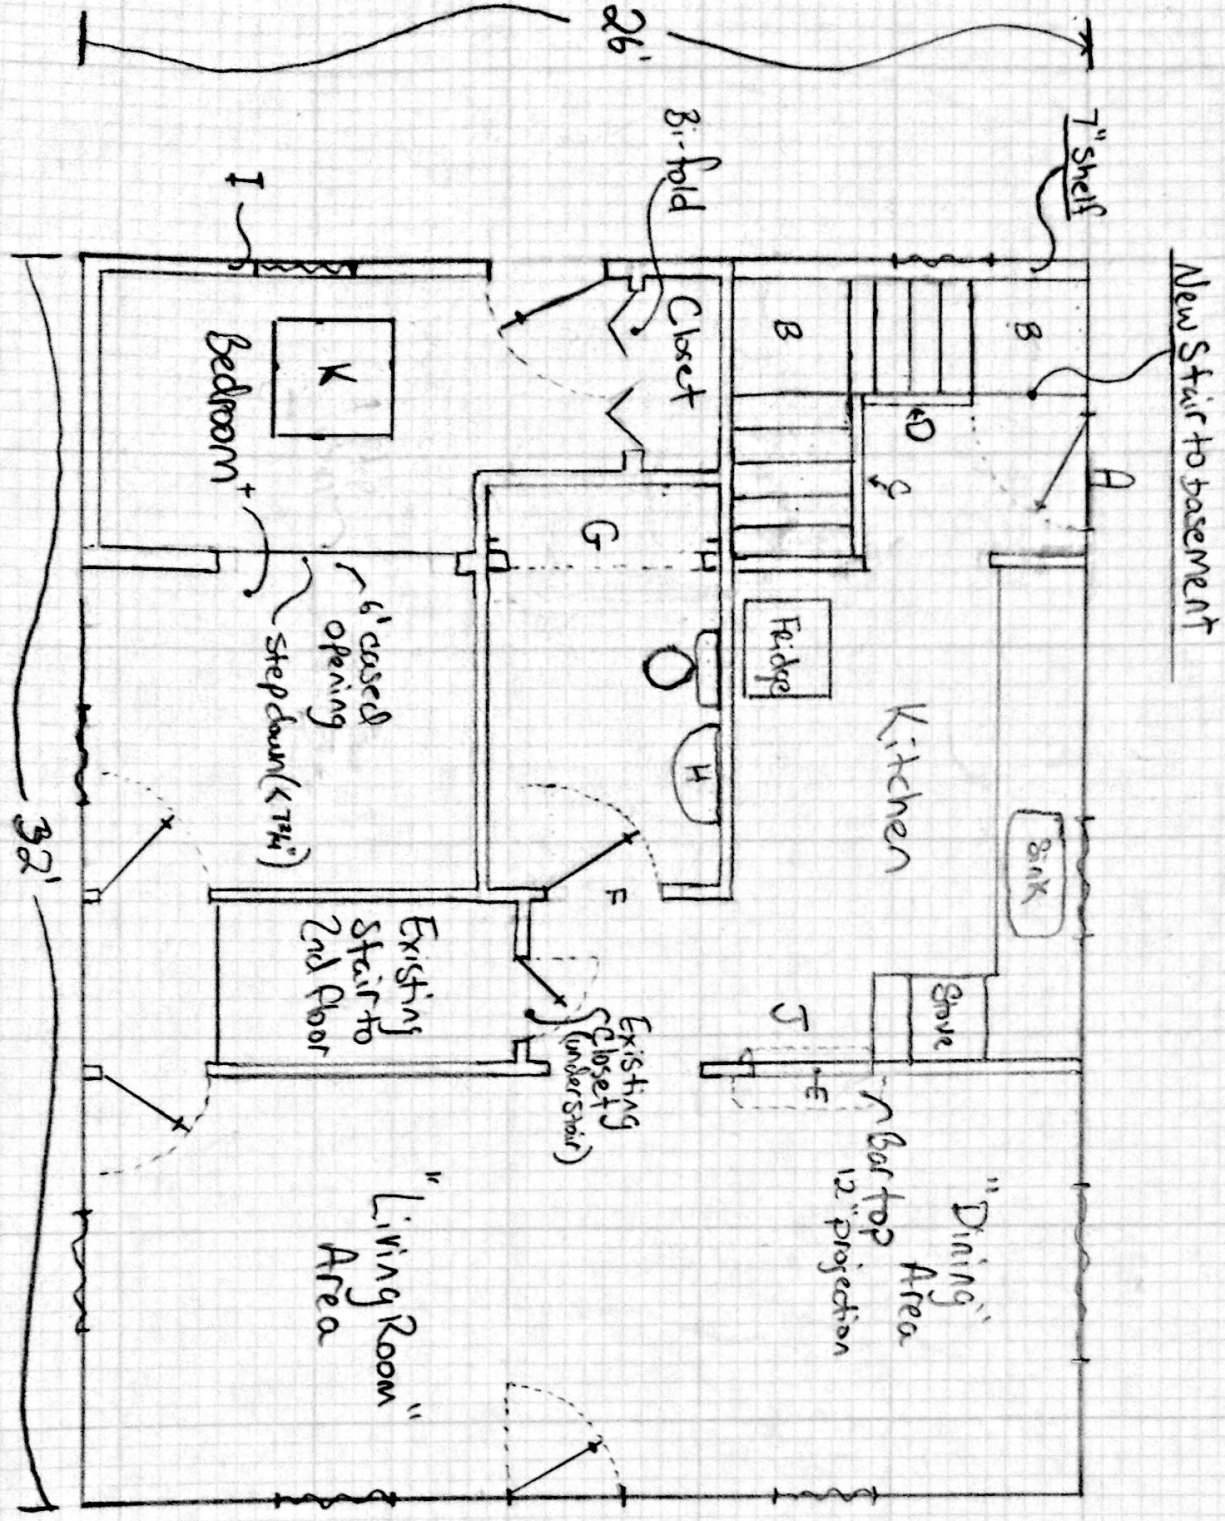 26'
7" shelf
New Stair to basement
Bi-fold
I
Closet
B
B
A
D
C
K
Bedroom
G
6' cased
opening
step down (< 7 3/4")
Fridge
Kitchen
Sink
H
F
Existing
Stair to
2nd floor
Existing
Closet
(under stair)
J
Stove
E
Bar top
12" projection
"Dining"
Area
"Living Room"
Area
32'